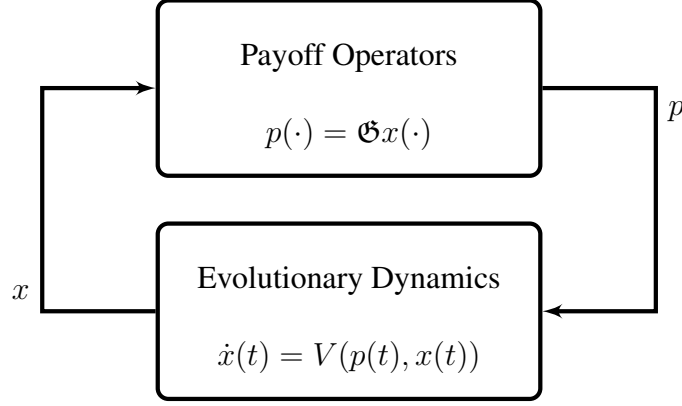 Payoff Operators
p(·) = 𝕲x(·)
p
Evolutionary Dynamics
x
ẋ(t) = V(p(t), x(t))